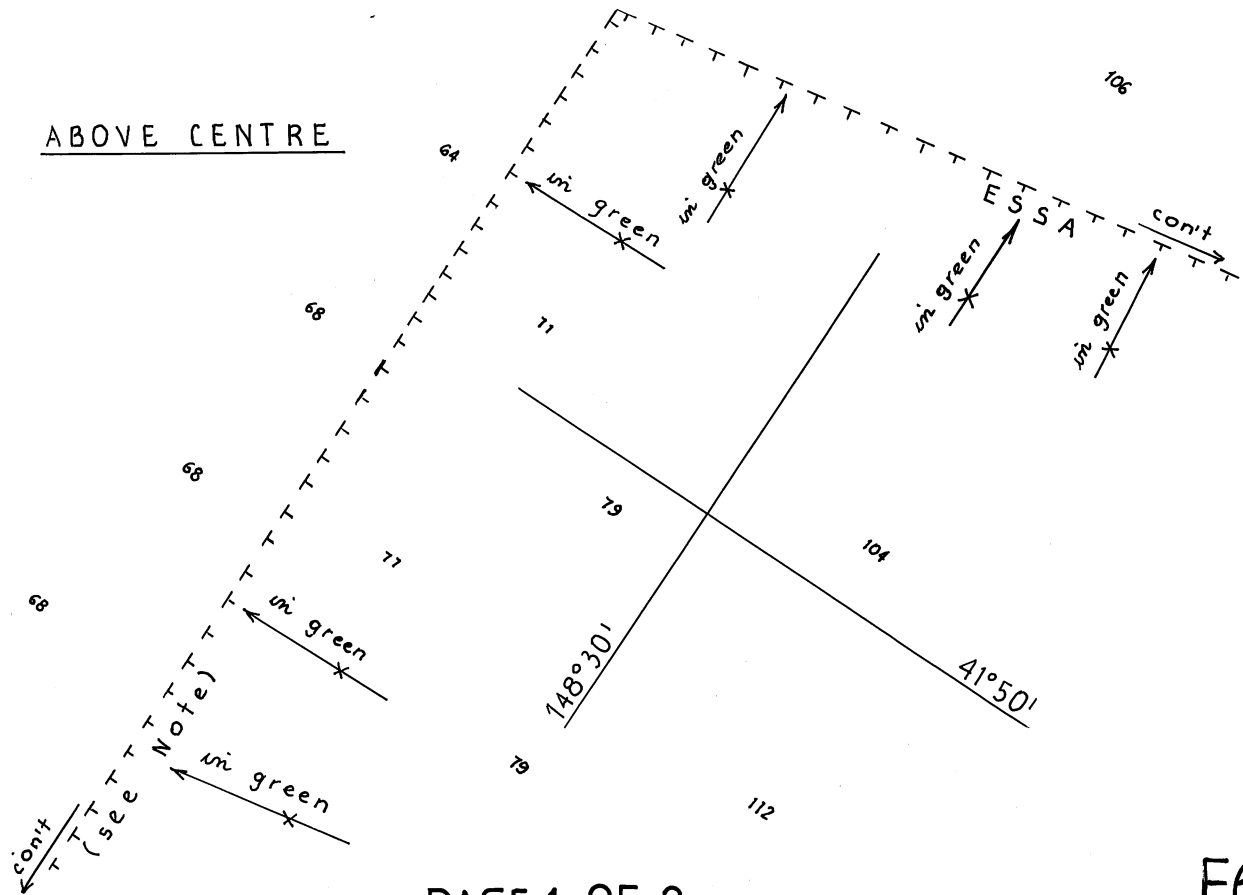 106
ABOVE CENTRE
64
in green
in green
ESSA
con't
in green
in green
68
71
68
79
104
77
68
in green
148°30'
41°50'
(see Note)
in green
79
112
con't